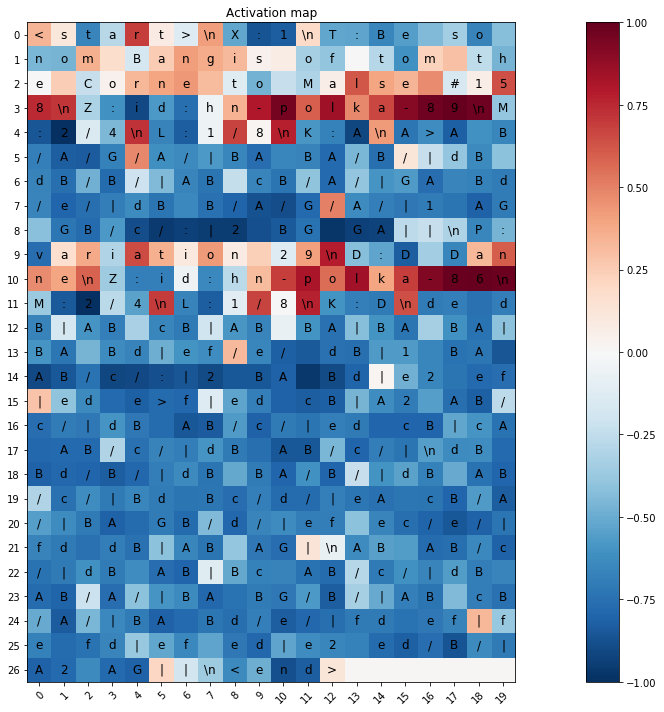 Activation map
0 < s t a r t > \n X : 1 \n T : B e s o
1 n o m B a n g i s o f t o m t h
2 e C o r n e t o M a l s e # 1 5
3 8 \n Z : i d : h n - p o l k a - 8 9 \n M
4 : 2 / 4 \n L : 1 / 8 \n K : A \n A > A B
5 / A / G / A / | B A B A / B / | d B
6 d B / B / | A B c B / A / | G A B d
7 / e / | d B B / A / G / A / | 1 A G
8 G B / c / : | 2 B G G A | | \n P :
9 v a r i a t i o n 2 9 \n D : D D a n
10 n e \n Z : i d : h n - p o l k a - 8 6 \n
11 M : 2 / 4 \n L : 1 / 8 \n K : D \n d e d
12 B | A B c B | A B B A | B A B A |
13 B A B d | e f / e / d B | 1 B A
14 A B / c / : | 2 B A B d | e 2 e f
15 | e d e > f | e d c B | A 2 A B /
16 c / | d B A B / c / | e d c B | c A
17 A B / c / | d B A B / c / | \n d B
18 B d / B / | d B B A / B / | d B A B
19 / c / | B d B c / d / | e A c B / A
20 / | B A G B / d / | e f e c / e / |
21 f d d B | A B A G | \n A B A B / c
22 / | d B A B | B c A B / c / | d B
23 A B / A / | B A B G / B / | A B c B
24 / A / | B A B d / e / | f d e f | f
25 e f d | e f e d | e 2 e d / B / |
26 A 2 A G | | \n < e n d >
0 1 2 3 4 5 6 7 8 9 10 11 12 13 14 15 16 17 18 19
1.00
0.75
0.50
0.25
0.00
−0.25
−0.50
−0.75
−1.00